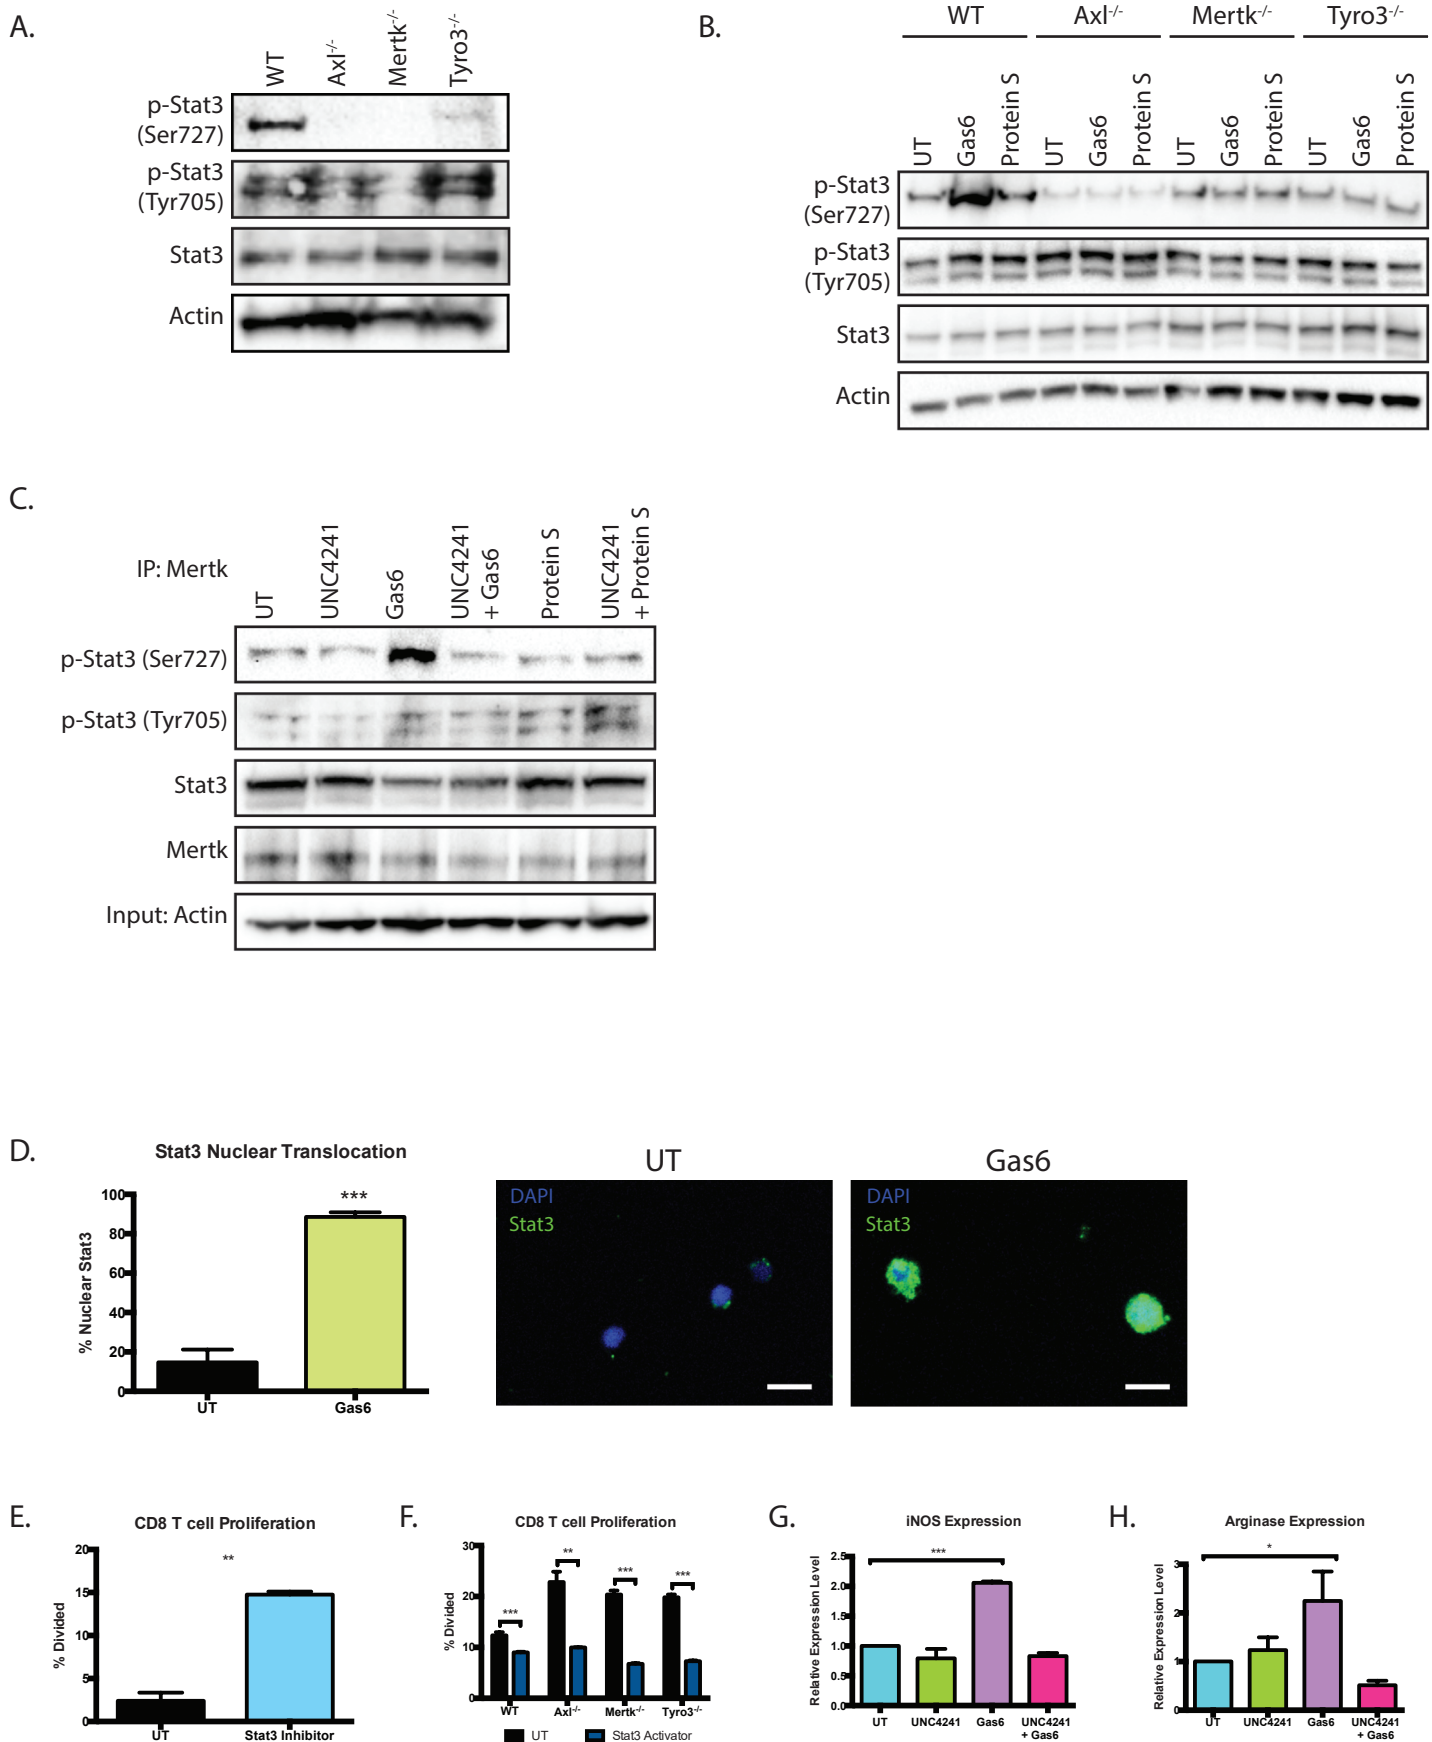 A.
WT
Axl-/-
Mertk-/-
Tyro3-/-
p-Stat3
(Ser727)
p-Stat3
(Tyr705)
Stat3
Actin
B.
WT
Axl-/-
Mertk-/-
Tyro3-/-
UT
Gas6
Protein S
UT
Gas6
Protein S
UT
Gas6
Protein S
UT
Gas6
Protein S
p-Stat3
(Ser727)
p-Stat3
(Tyr705)
Stat3
Actin
C.
IP: Mertk
UT
UNC4241
Gas6
UNC4241
+ Gas6
Protein S
UNC4241
+ Protein S
p-Stat3 (Ser727)
p-Stat3 (Tyr705)
Stat3
Mertk
Input: Actin
D.
Stat3 Nuclear Translocation
% Nuclear Stat3
100
80
60
40
20
0
***
UT
Gas6
UT
DAPI
Stat3
Gas6
DAPI
Stat3
E.
CD8 T cell Proliferation
% Divided
20
15
10
5
0
**
UT
Stat3 Inhibitor
F.
CD8 T cell Proliferation
% Divided
30
20
10
0
***
**
***
***
WT
Axl-/-
Mertk-/-
Tyro3-/-
UT
Stat3 Activator
G.
iNOS Expression
Relative Expression Level
2.5
2.0
1.5
1.0
0.5
0.0
***
UT
UNC4241
Gas6
UNC4241
+ Gas6
H.
Arginase Expression
Relative Expression Level
3
2
1
0
*
UT
UNC4241
Gas6
UNC4241
+ Gas6